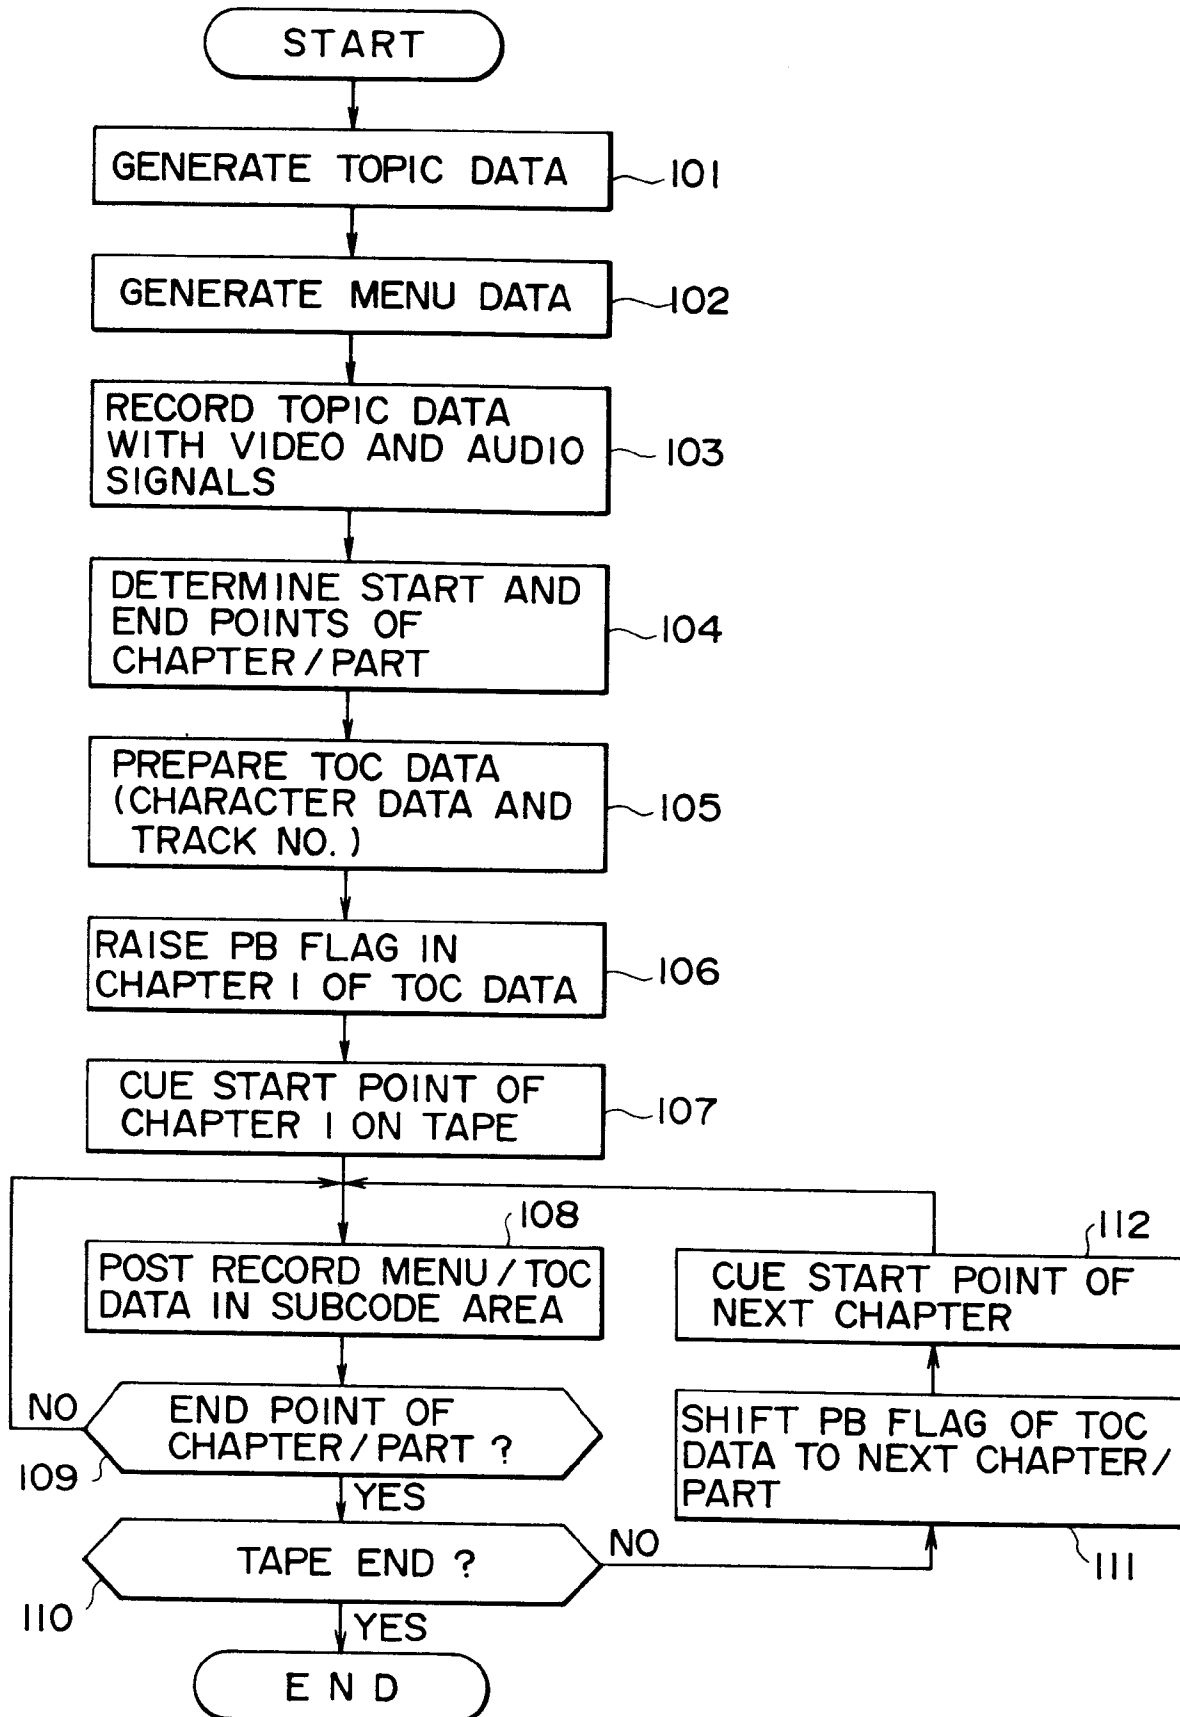 START
GENERATE TOPIC DATA
101
GENERATE MENU DATA
102
RECORD TOPIC DATA
WITH VIDEO AND AUDIO
SIGNALS
103
DETERMINE START AND
END POINTS OF
CHAPTER/PART
104
PREPARE TOC DATA
(CHARACTER DATA AND
TRACK NO.)
105
RAISE PB FLAG IN
CHAPTER 1 OF TOC DATA
106
CUE START POINT OF
CHAPTER 1 ON TAPE
107
108
POST RECORD MENU/TOC
DATA IN SUBCODE AREA
112
CUE START POINT OF
NEXT CHAPTER
NO
END POINT OF
CHAPTER/PART ?
109
YES
SHIFT PB FLAG OF TOC
DATA TO NEXT CHAPTER/
PART
111
TAPE END ?
NO
110
YES
END